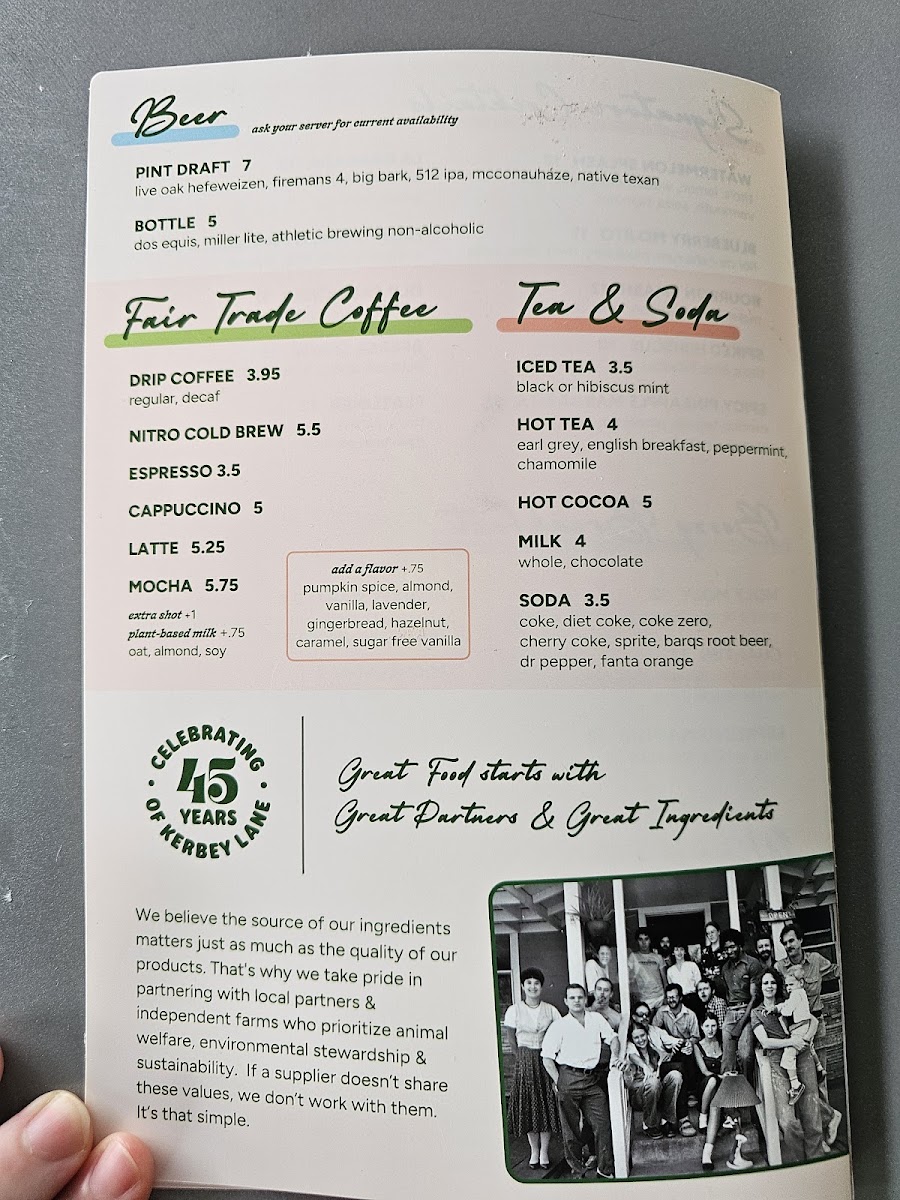 Beer ask your server for current availability
PINT DRAFT 7
live oak hefeweizen, firemans 4, big bark, 512 ipa, mcconauháze, native texan
BOTTLE 5
dos equis, miller lite, athletic brewing non-alcoholic
Fair Trade Coffee
DRIP COFFEE 3.95
regular, decaf
NITRO COLD BREW 5.5
ESPRESSO 3.5
CAPPUCCINO 5
LATTE 5.25
MOCHA 5.75
extra shot +1
plant-based milk +.75
oat, almond, soy
add a flavor +.75
pumpkin spice, almond,
vanilla, lavender,
gingerbread, hazelnut,
caramel, sugar free vanilla
Tea & Soda
ICED TEA 3.5
black or hibiscus mint
HOT TEA 4
earl grey, english breakfast, peppermint,
chamomile
HOT COCOA 5
MILK 4
whole, chocolate
SODA 3.5
coke, diet coke, coke zero,
cherry coke, sprite, barqs root beer,
dr pepper, fanta orange
CELEBRATING
45
YEARS
OF KERBEY LANE
Great Food starts with
Great Partners & Great Ingredients
We believe the source of our ingredients
matters just as much as the quality of our
products. That's why we take pride in
partnering with local partners &
independent farms who prioritize animal
welfare, environmental stewardship &
sustainability. If a supplier doesn't share
these values, we don't work with them.
It's that simple.
OPEN